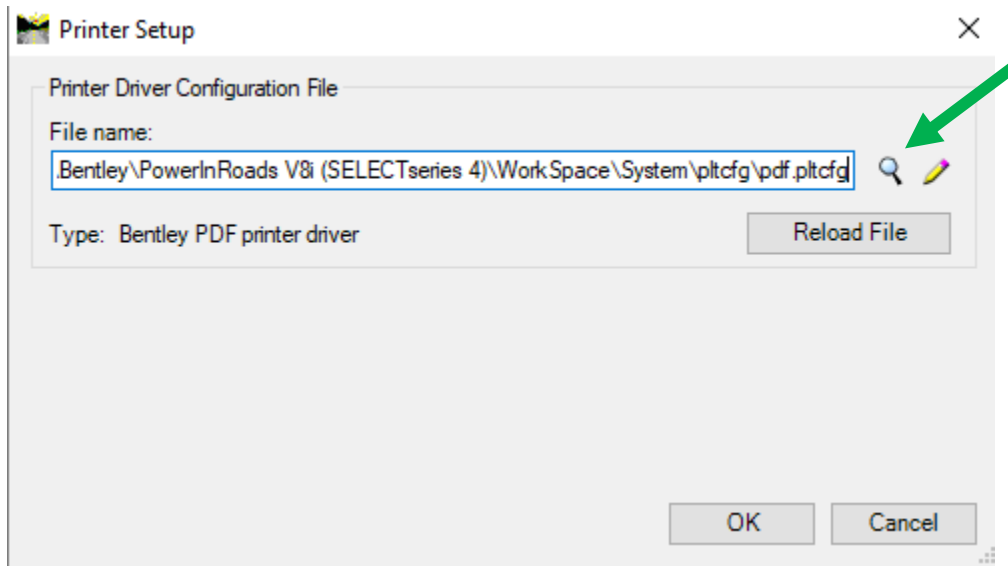 Printer Setup
Printer Driver Configuration File
File name:
.Bentley\PowerInRoads V8i (SELECTseries 4)\WorkSpace\System\pltcfg\pdf.pltcfg
Type: Bentley PDF printer driver
Reload File
OK
Cancel